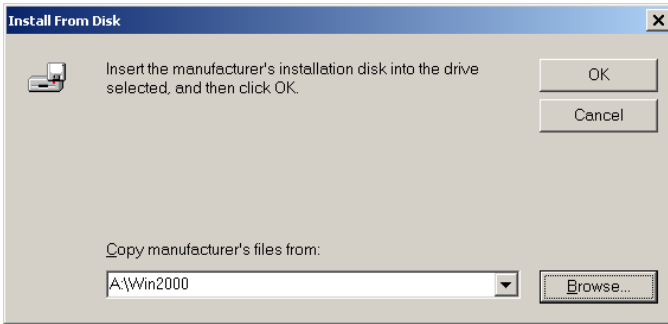 Install From Disk
Insert the manufacturer's installation disk into the drive
selected, and then click OK.
OK
Cancel
Copy manufacturer's files from:
A:\Win2000
Browse...